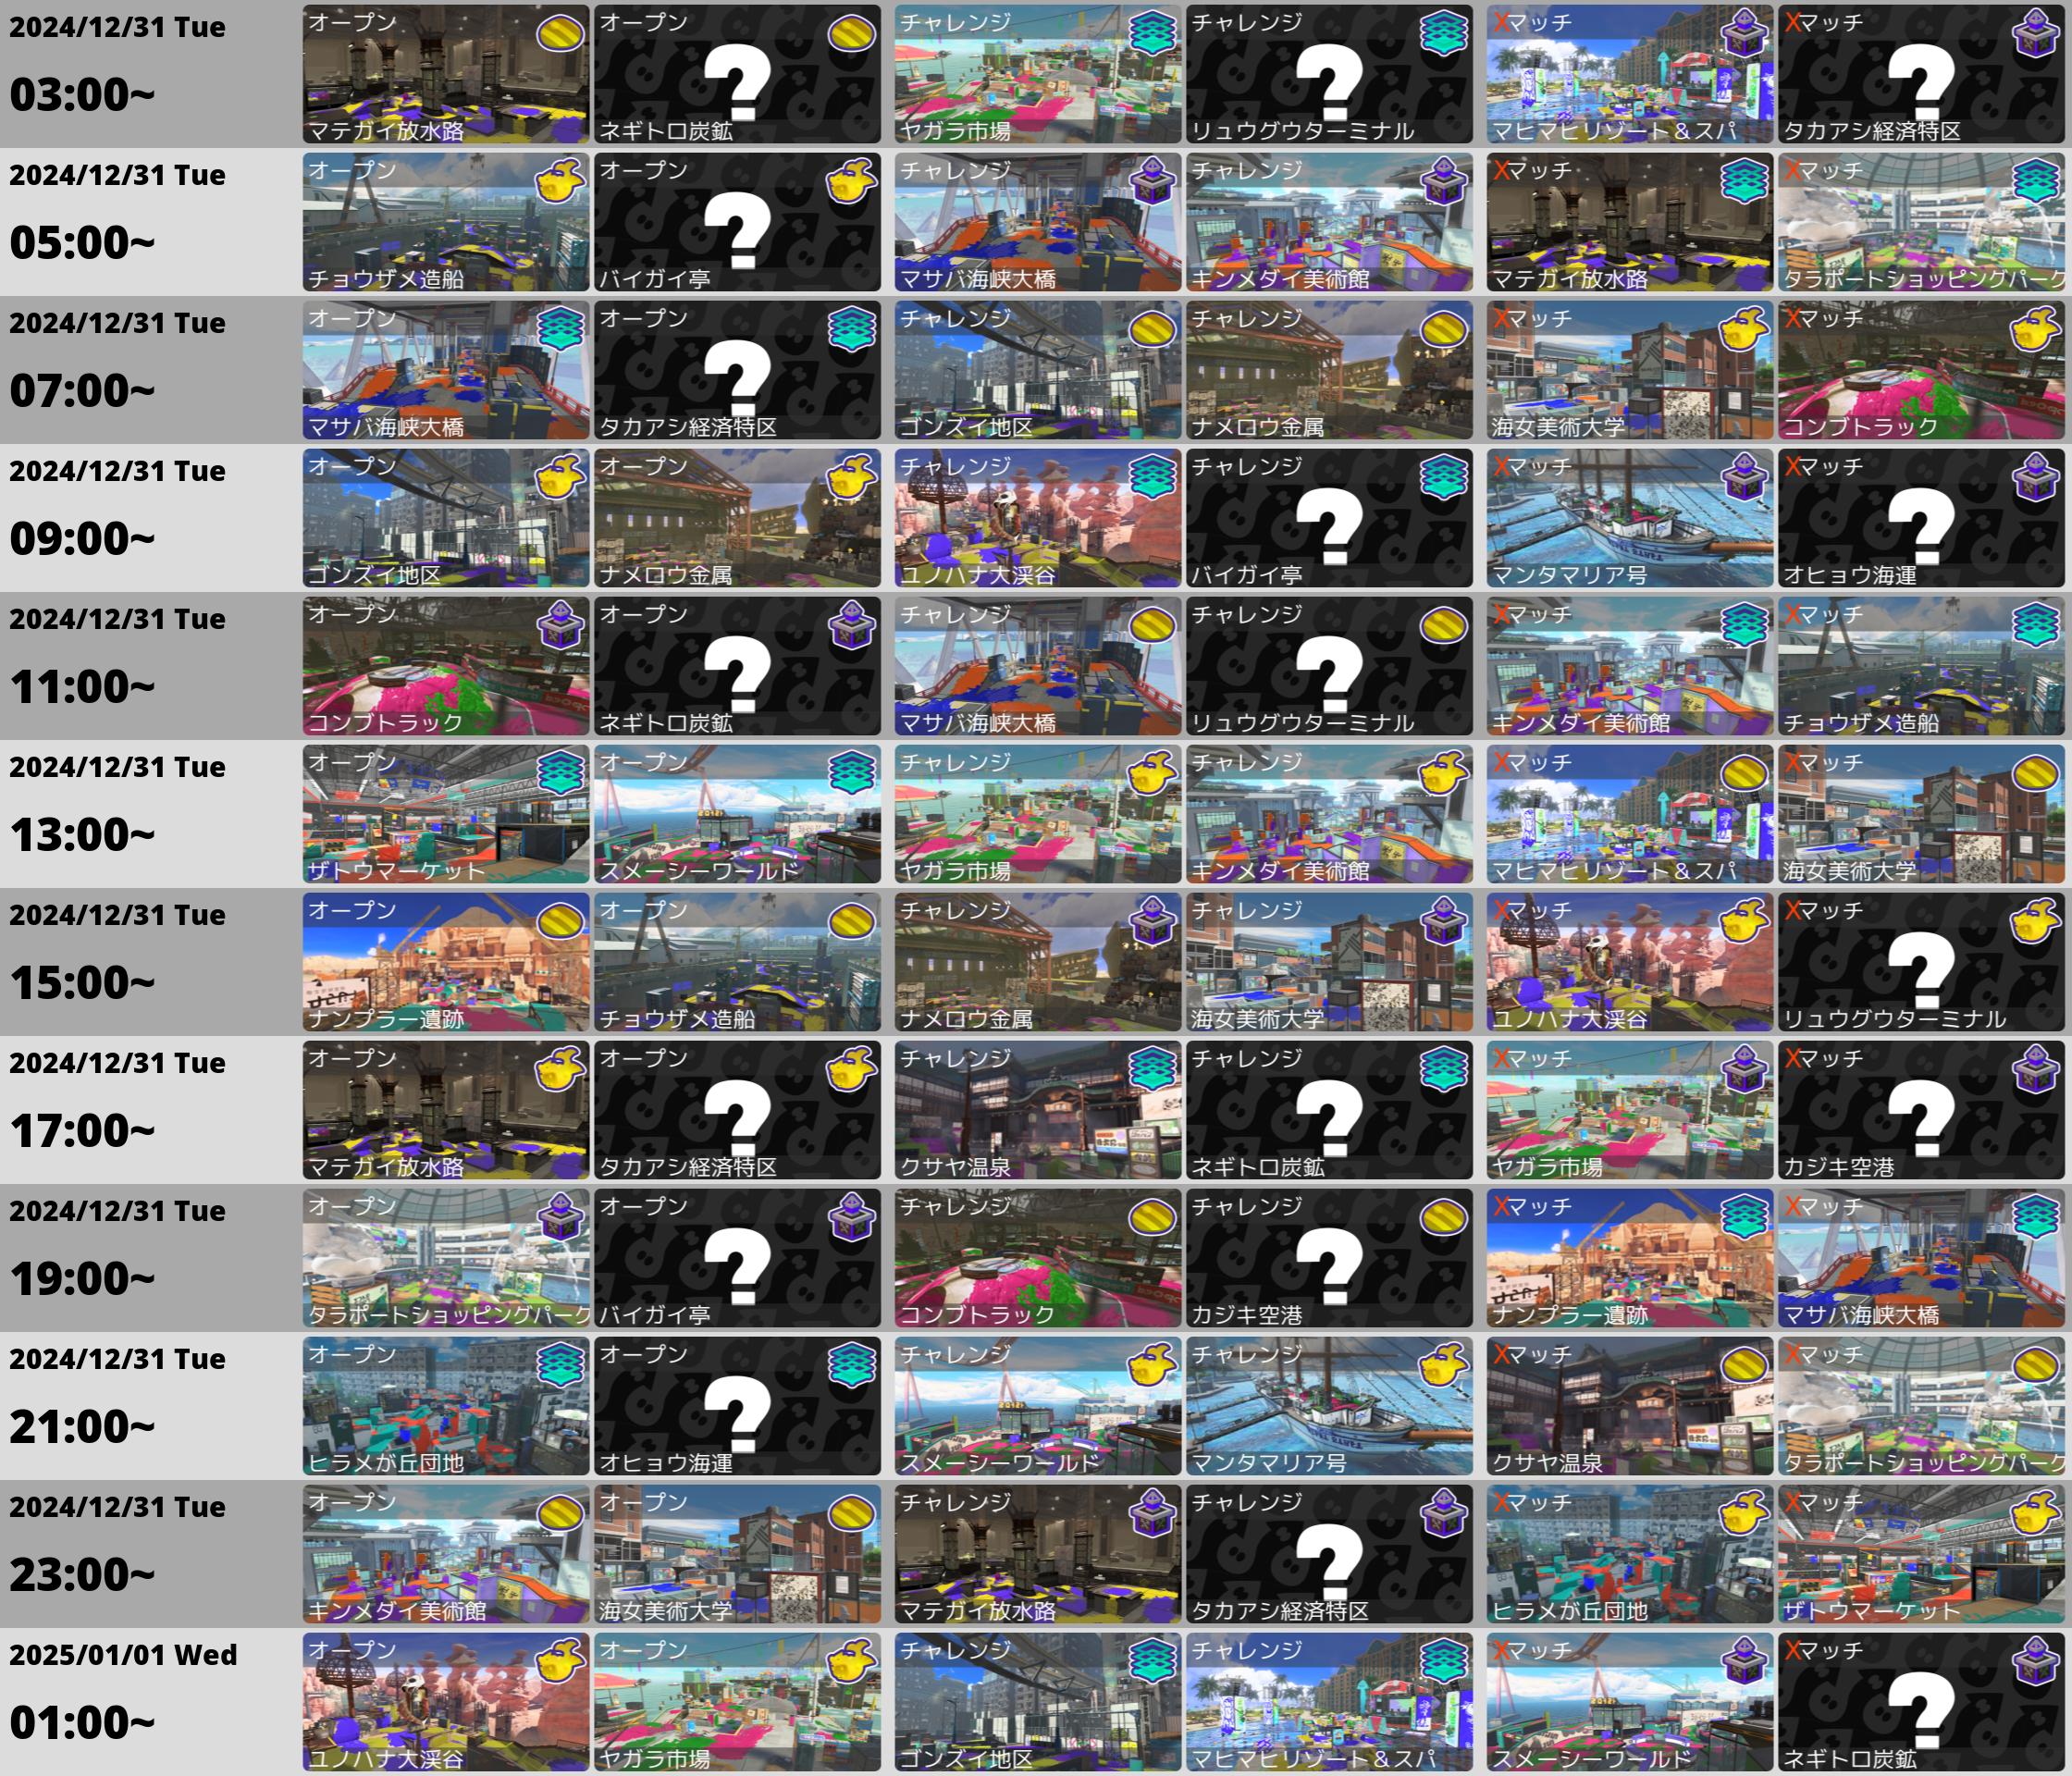 2024/12/31 Tue
03:00~
オープン
マテガイ放水路
オープン
ネギトロ炭鉱
チャレンジ
ヤガラ市場
チャレンジ
リュウグウターミナル
Xマッチ
マヒマヒリゾート&スパ
Xマッチ
タカアシ経済特区
2024/12/31 Tue
05:00~
オープン
チョウザメ造船
オープン
バイガイ亭
チャレンジ
マサバ海峡大橋
チャレンジ
キンメダイ美術館
Xマッチ
マテガイ放水路
Xマッチ
タラポートショッピングパーク
2024/12/31 Tue
07:00~
オープン
マサバ海峡大橋
オープン
タカアシ経済特区
チャレンジ
ゴンズイ地区
チャレンジ
ナメロウ金属
Xマッチ
海女美術大学
Xマッチ
コンブトラック
2024/12/31 Tue
09:00~
オープン
ゴンズイ地区
オープン
ナメロウ金属
チャレンジ
ユノハナ大渓谷
チャレンジ
バイガイ亭
Xマッチ
マンタマリア号
Xマッチ
オヒョウ海運
2024/12/31 Tue
11:00~
オープン
コンブトラック
オープン
ネギトロ炭鉱
チャレンジ
マサバ海峡大橋
チャレンジ
リュウグウターミナル
Xマッチ
キンメダイ美術館
Xマッチ
チョウザメ造船
2024/12/31 Tue
13:00~
オープン
ザトウマーケット
オープン
スメーシーワールド
チャレンジ
ヤガラ市場
チャレンジ
キンメダイ美術館
Xマッチ
マヒマヒリゾート&スパ
Xマッチ
海女美術大学
2024/12/31 Tue
15:00~
オープン
ナンプラー遺跡
オープン
チョウザメ造船
チャレンジ
ナメロウ金属
チャレンジ
海女美術大学
Xマッチ
ユノハナ大渓谷
Xマッチ
リュウグウターミナル
2024/12/31 Tue
17:00~
オープン
マテガイ放水路
オープン
タカアシ経済特区
チャレンジ
クサヤ温泉
チャレンジ
ネギトロ炭鉱
Xマッチ
ヤガラ市場
Xマッチ
カジキ空港
2024/12/31 Tue
19:00~
オープン
タラポートショッピングパーク
オープン
バイガイ亭
チャレンジ
コンブトラック
チャレンジ
カジキ空港
Xマッチ
ナンプラー遺跡
Xマッチ
マサバ海峡大橋
2024/12/31 Tue
21:00~
オープン
ヒラメが丘団地
オープン
オヒョウ海運
チャレンジ
スメーシーワールド
チャレンジ
マンタマリア号
Xマッチ
クサヤ温泉
Xマッチ
タラポートショッピングパーク
2024/12/31 Tue
23:00~
オープン
キンメダイ美術館
オープン
海女美術大学
チャレンジ
マテガイ放水路
チャレンジ
タカアシ経済特区
Xマッチ
ヒラメが丘団地
Xマッチ
ザトウマーケット
2025/01/01 Wed
01:00~
オープン
ユノハナ大渓谷
オープン
ヤガラ市場
チャレンジ
ゴンズイ地区
チャレンジ
マヒマヒリゾート&スパ
Xマッチ
スメーシーワールド
Xマッチ
ネギトロ炭鉱